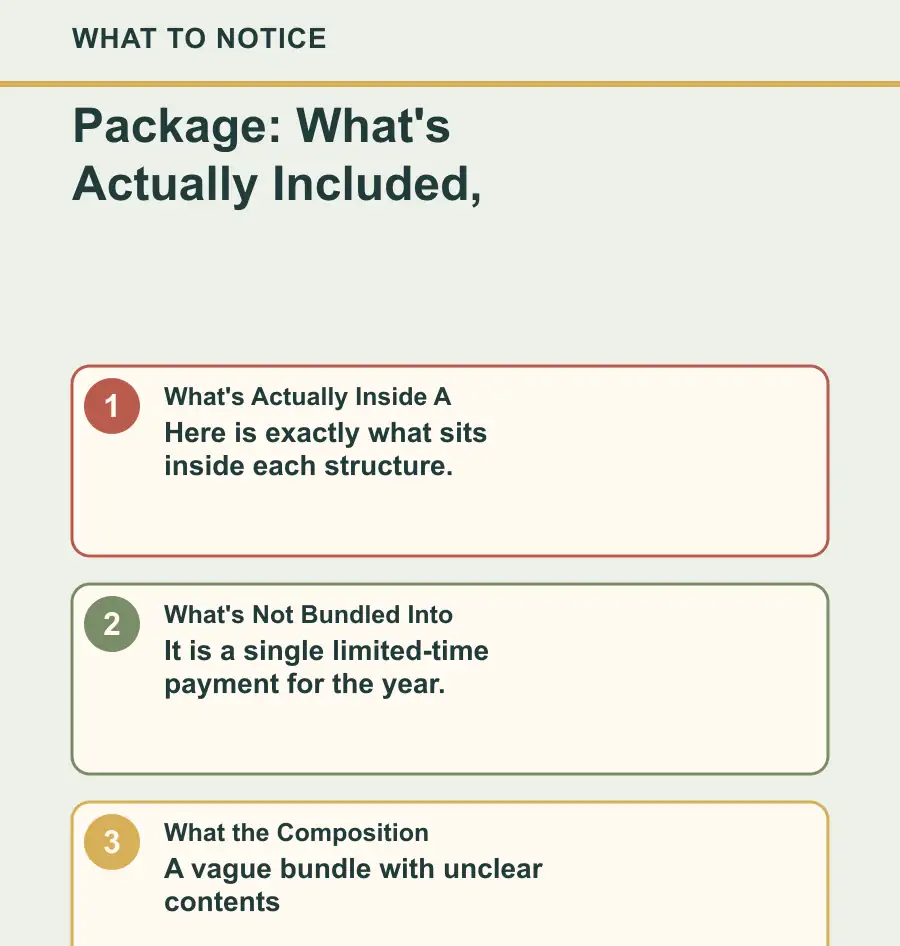 WHAT TO NOTICE
Package: What's
Actually Included,
1
What's Actually Inside A
Here is exactly what sits
inside each structure.
2
What's Not Bundled Into
It is a single limited-time
payment for the year.
3
What the Composition
A vague bundle with unclear
contents